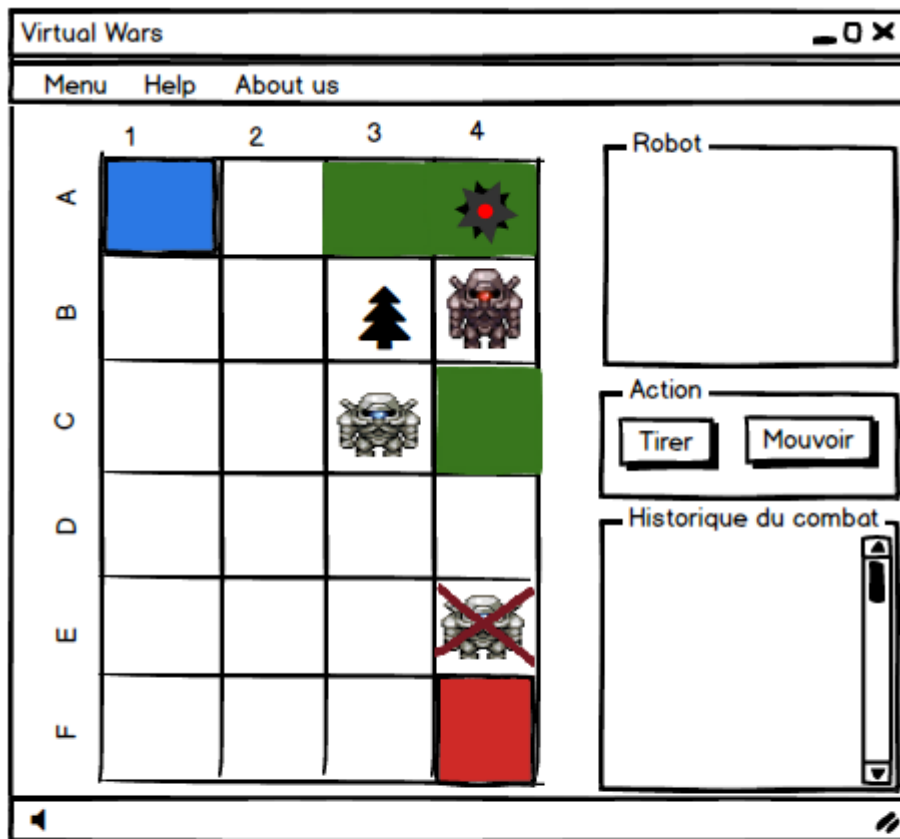 Virtual Wars
Menu Help About us
1 2 3 4
A
B
C
D
E
F
Robot
Action
Tirer Mouvoir
Historique du combat